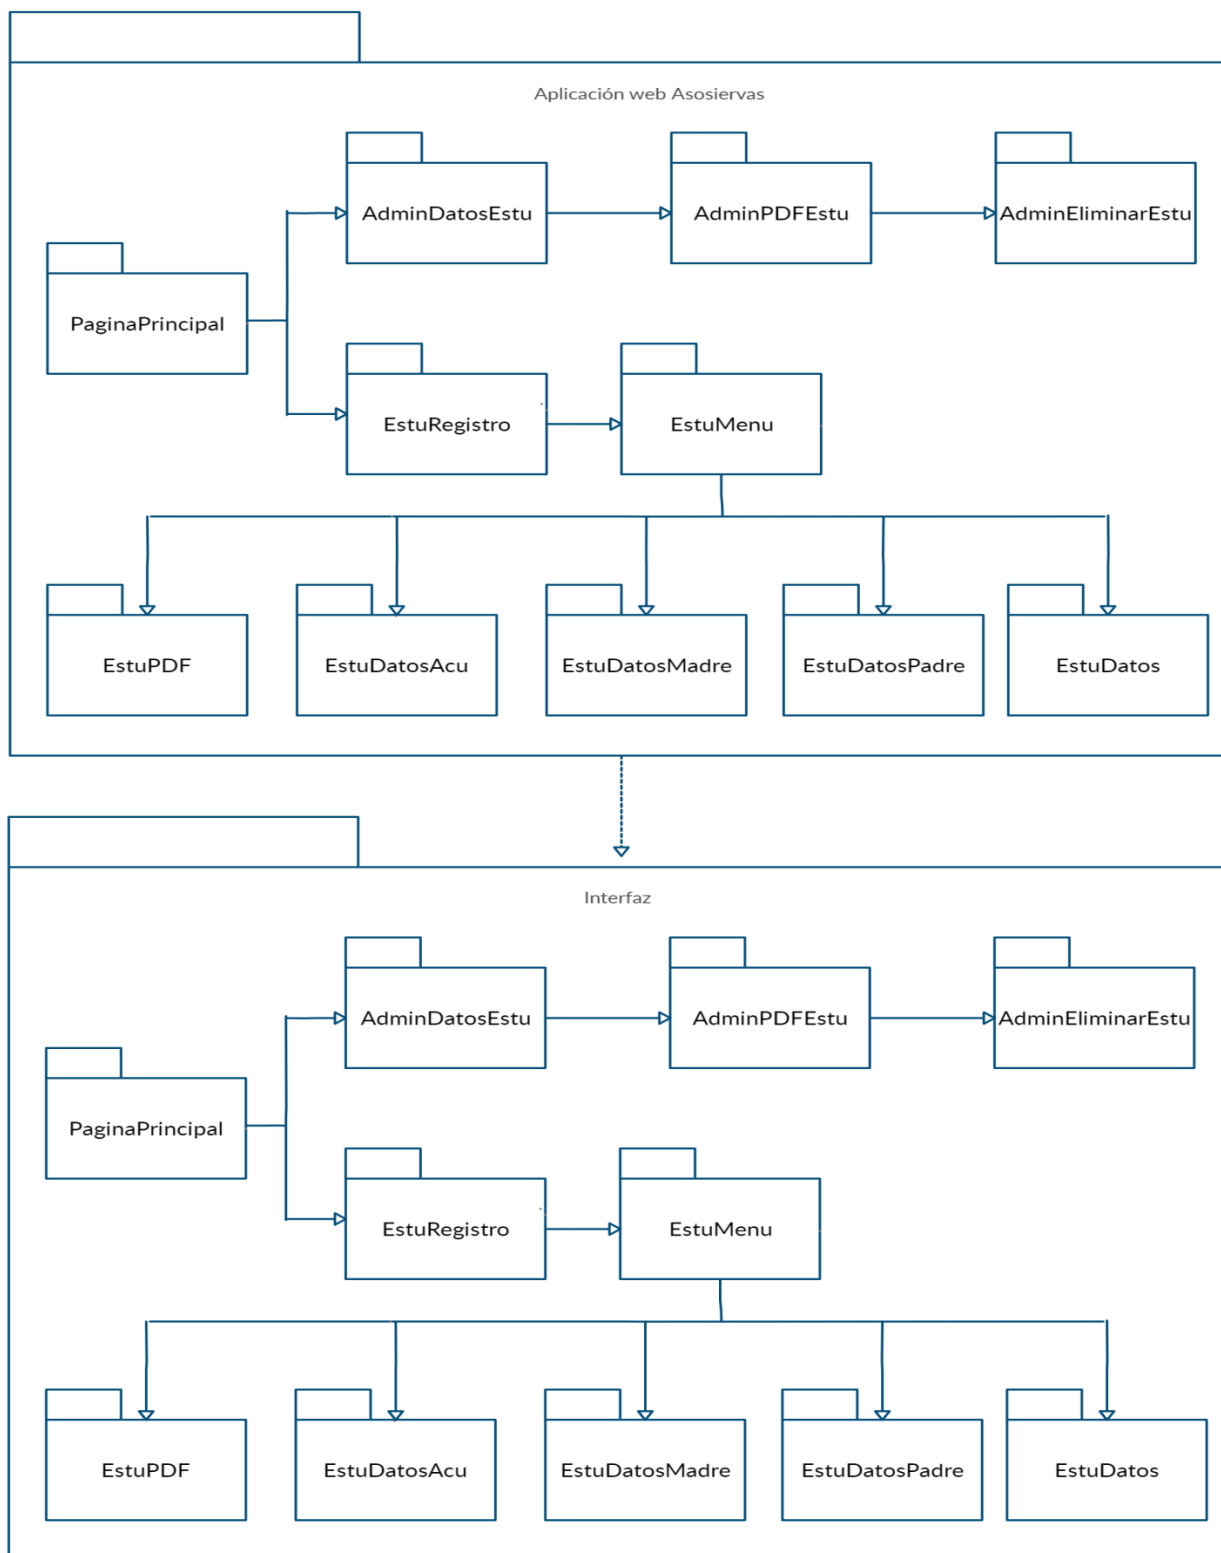 Aplicación web Asosiervas
AdminDatosEstu
AdminPDFEstu
AdminEliminarEstu
PaginaPrincipal
EstuRegistro
EstuMenu
EstuPDF
EstuDatosAcu
EstuDatosMadre
EstuDatosPadre
EstuDatos
Interfaz
AdminDatosEstu
AdminPDFEstu
AdminEliminarEstu
PaginaPrincipal
EstuRegistro
EstuMenu
EstuPDF
EstuDatosAcu
EstuDatosMadre
EstuDatosPadre
EstuDatos